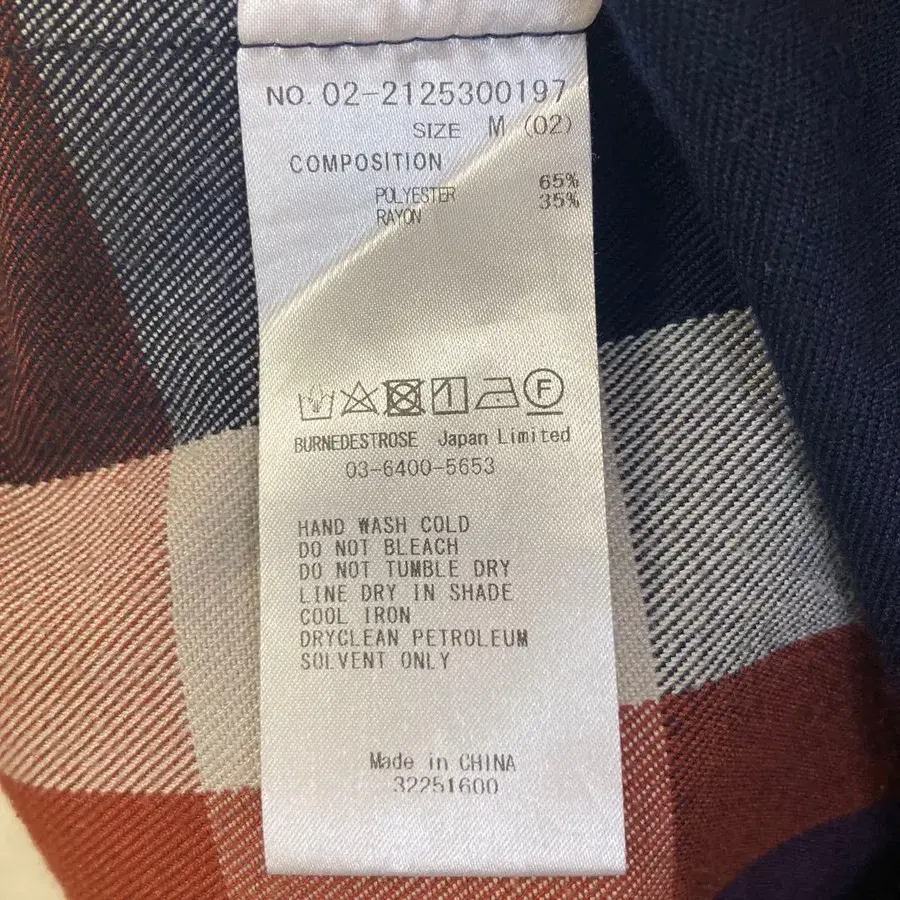 NO. 02-2125300197
SIZE M (02)
COMPOSITION
POLYESTER 65%
RAYON 35%
F
BURNEDESTROSE Japan Limited
03-6400-5653
HAND WASH COLD
DO NOT BLEACH
DO NOT TUMBLE DRY
LINE DRY IN SHADE
COOL IRON
DRYCLEAN PETROLEUM
SOLVENT ONLY
Made in CHINA
32251600